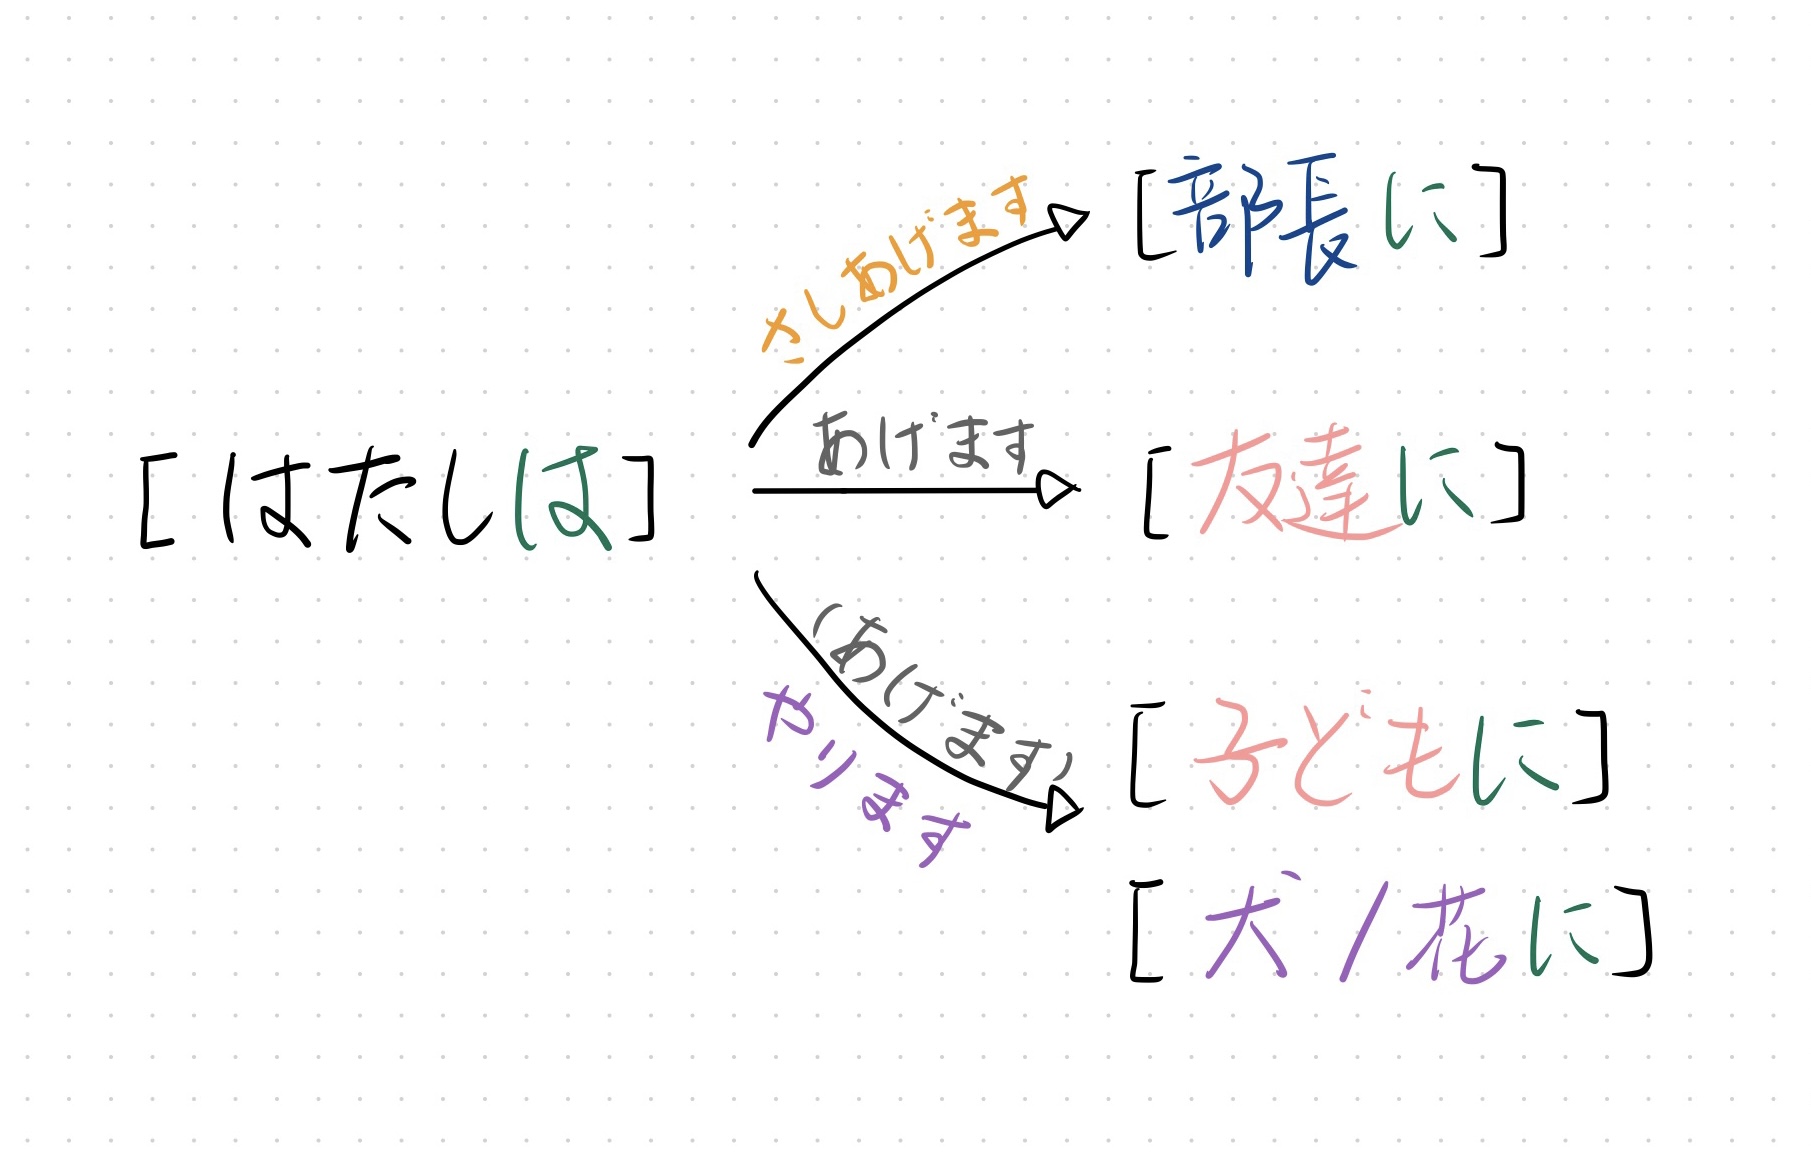 [はたしは]
さしあげます
[部長に]
あげます
[友達に]
(あげます)
やります
[子どもに]
[犬/花に]